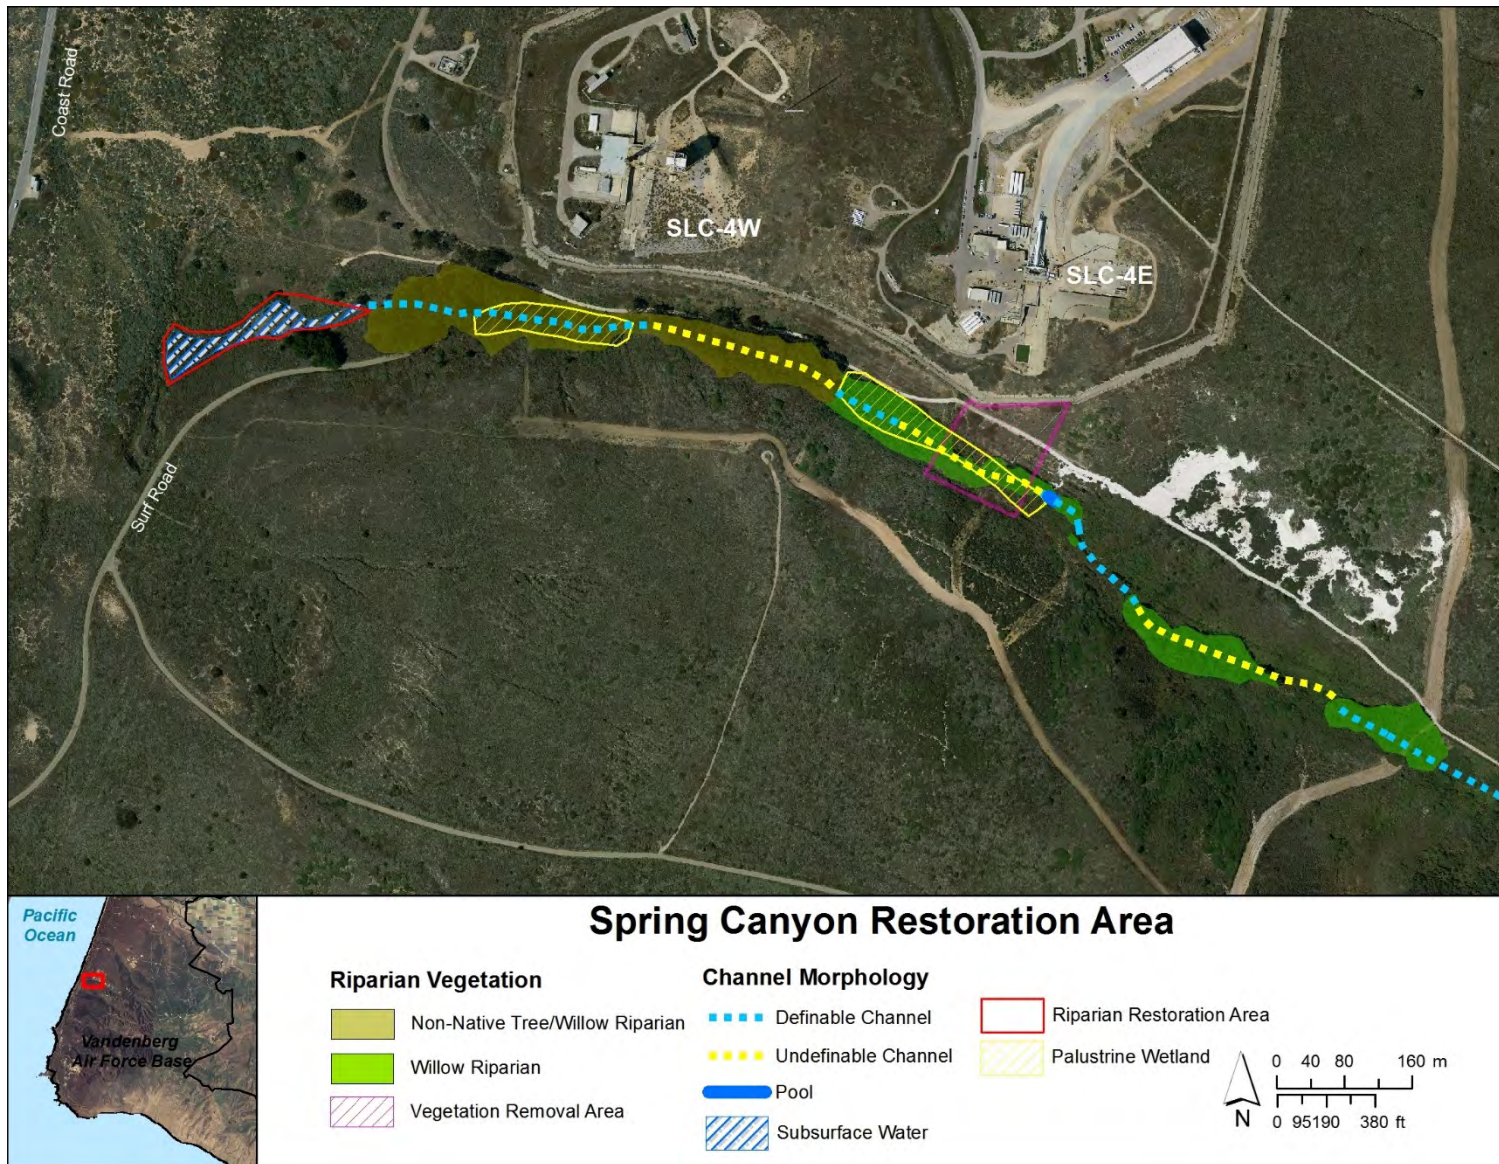 Coast Road
SLC-4W
SLC-4E
Surf Road
Pacific
Ocean
Vandenberg
Air Force Base
Spring Canyon Restoration Area
Riparian Vegetation
Non-Native Tree/Willow Riparian
Willow Riparian
Vegetation Removal Area
Channel Morphology
Definable Channel
Undefinable Channel
Pool
Subsurface Water
Riparian Restoration Area
Palustrine Wetland
N
0 40 80 160 m
0 95190 380 ft